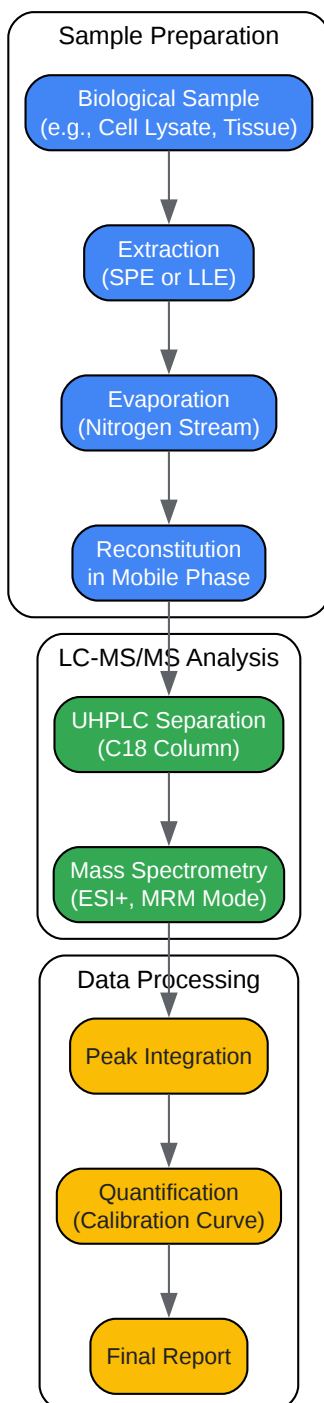 Sample Preparation
Biological Sample
(e.g., Cell Lysate, Tissue)
Extraction
(SPE or LLE)
Evaporation
(Nitrogen Stream)
Reconstitution
in Mobile Phase
LC-MS/MS Analysis
UHPLC Separation
(C18 Column)
Mass Spectrometry
(ESI+, MRM Mode)
Data Processing
Peak Integration
Quantification
(Calibration Curve)
Final Report